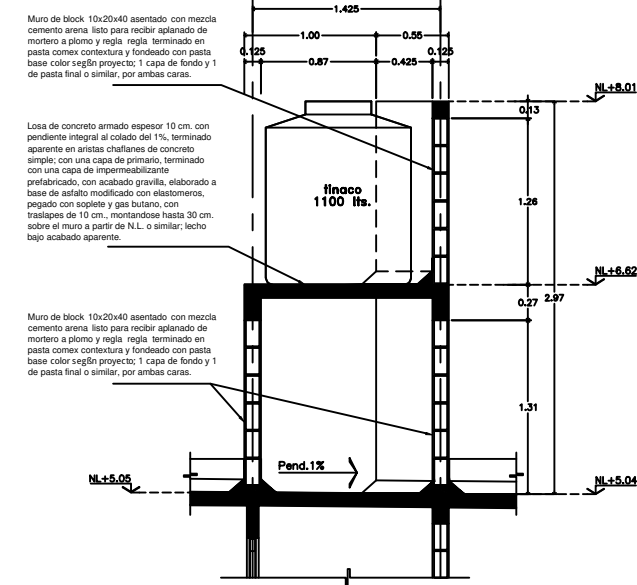 Muro de block 10x20x40 asentado con mezcla
cemento arena listo para recibir aplanado de
mortero a plomo y regla regla terminado en
pasta comex contextura y fondeado con pasta
base color segßn proyecto; 1 capa de fondo y 1
de pasta final o similar, por ambas caras.
Losa de concreto armado espesor 10 cm. con
pendiente integral al colado del 1%, terminado
aparente en aristas chaflanes de concreto
simple; con una capa de primario, terminado
con una capa de impermeabilizante
prefabricado, con acabado gravilla, elaborado a
base de asfalto modificado con elastomeros,
pegado con soplete y gas butano, con
traslapes de 10 cm., montandose hasta 30 cm.
sobre el muro a partir de N.L. o similar; lecho
bajo acabado aparente.
Muro de block 10x20x40 asentado con mezcla
cemento arena listo para recibir aplanado de
mortero a plomo y regla regla terminado en
pasta comex contextura y fondeado con pasta
base color segßn proyecto; 1 capa de fondo y 1
de pasta final o similar, por ambas caras.
1.425
1.00 0.55
0.125 0.125
0.87 0.425
NL+8.01
0.13
tinaco
1100 lts.
1.26
NL+6.62
0.27 2.97
1.31
Pend.1%
NL+5.05
NL+5.04